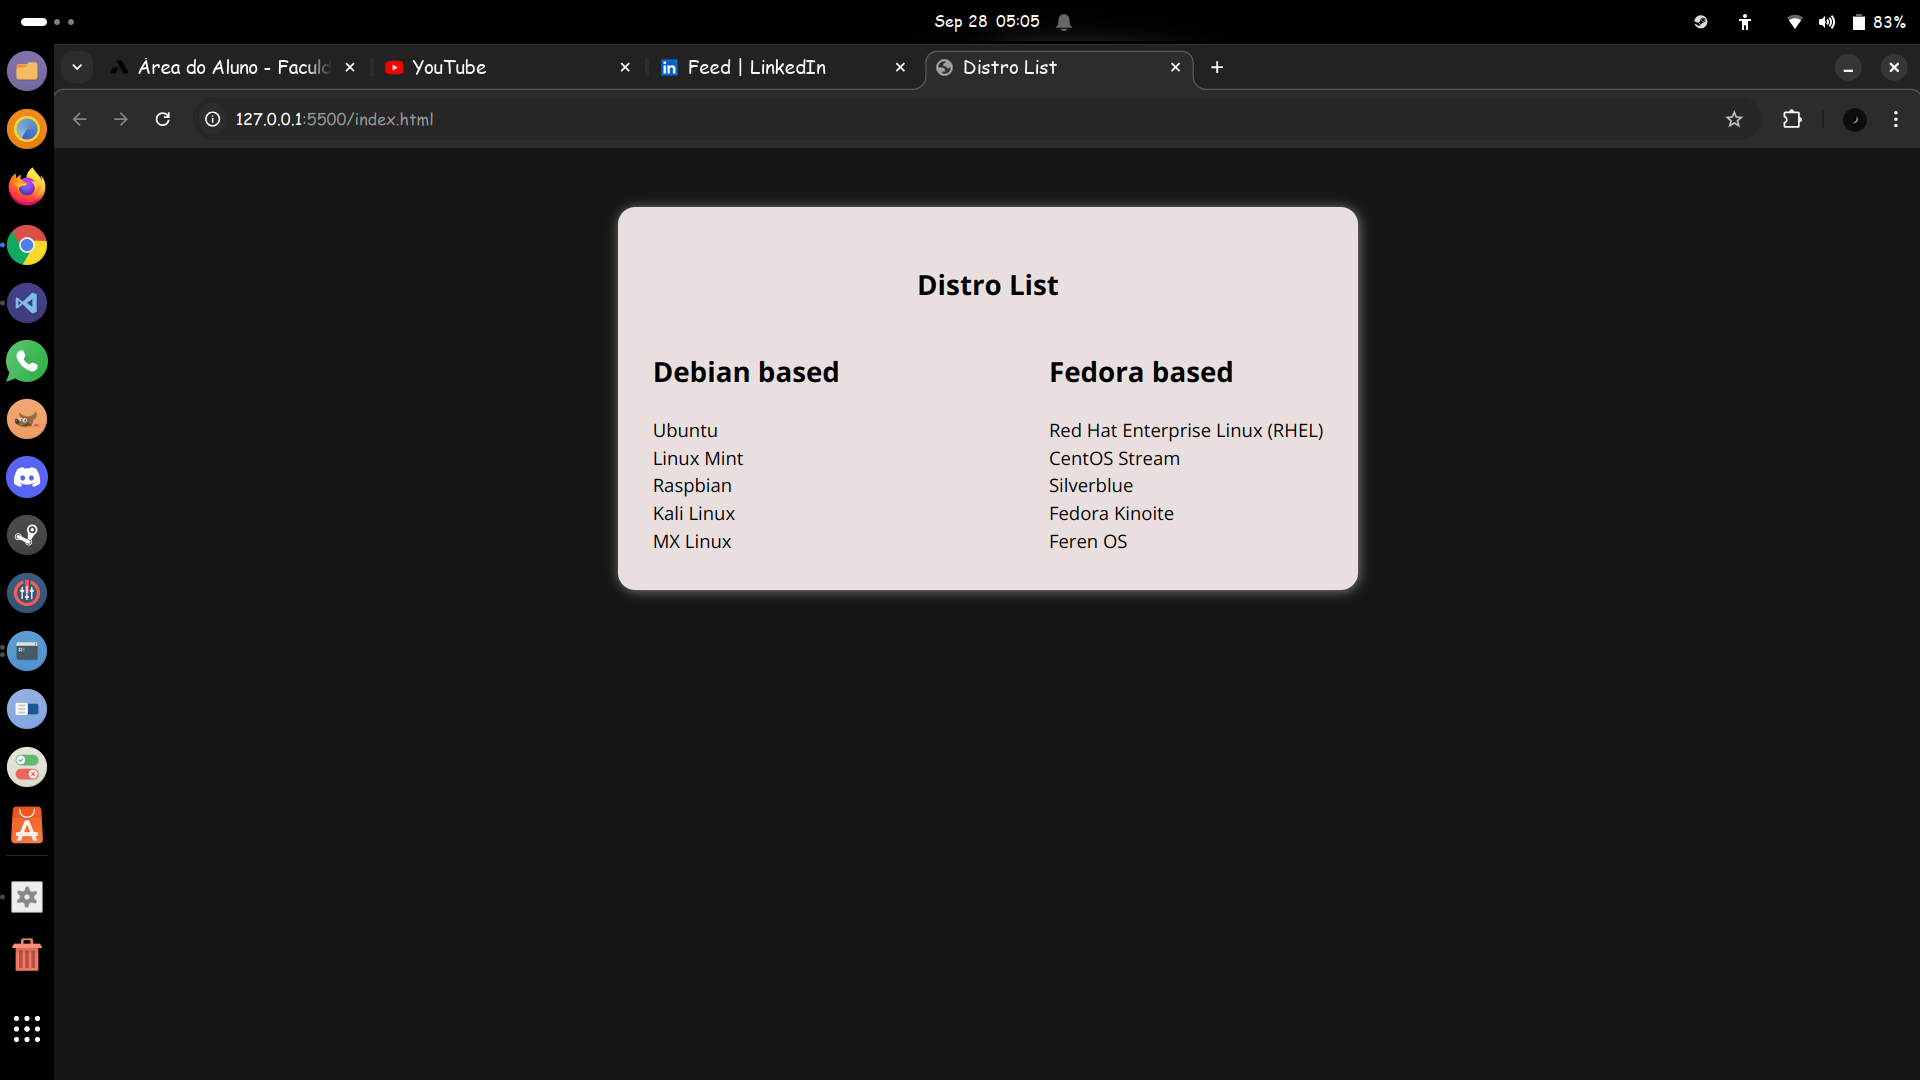 Sep 28 05:05
83%
Área do Aluno - Faculd
YouTube
Feed | LinkedIn
Distro List
127.0.0.1:5500/index.html
Distro List
Debian based
Ubuntu
Linux Mint
Raspbian
Kali Linux
MX Linux
Fedora based
Red Hat Enterprise Linux (RHEL)
CentOS Stream
Silverblue
Fedora Kinoite
Feren OS